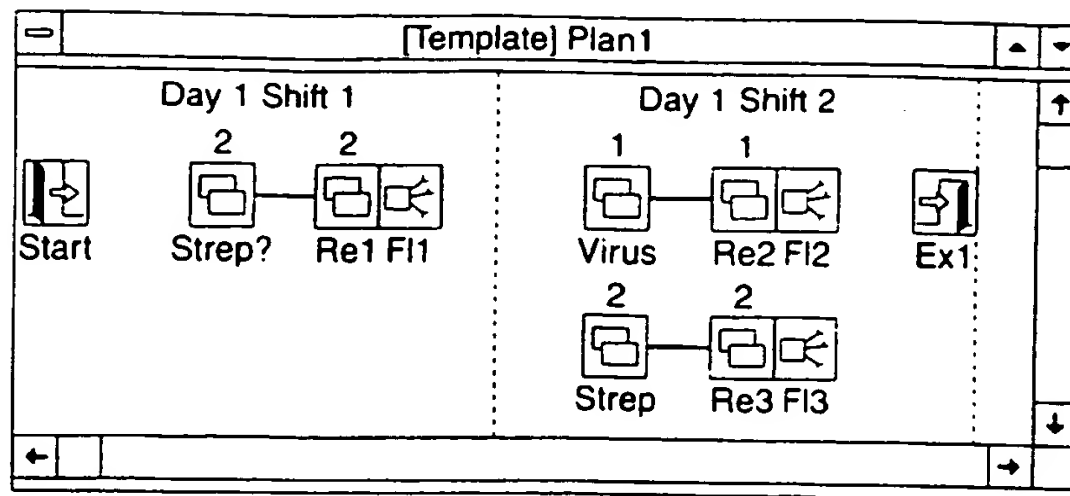 [Template] Plan1
Day 1 Shift 1 Day 1 Shift 2
2 2 1 1
Start Strep? Re1 Fl1 Virus Re2 Fl2 Ex1
2 2
Strep Re3 Fl3